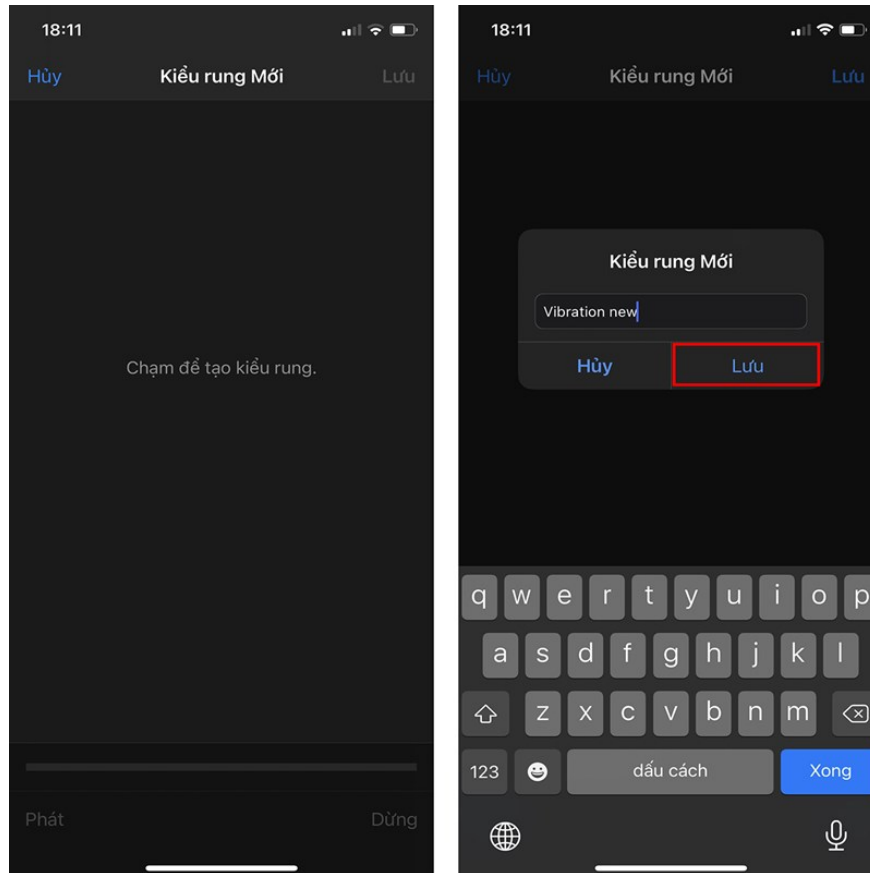 18:11
Hủy Kiểu rung Mới Lưu
Chạm để tạo kiểu rung.
Phát Dừng
18:11
Hủy Kiểu rung Mới Lưu
Kiểu rung Mới
Vibration new
Hủy Lưu
q w e r t y u i o p
a s d f g h j k l
z x c v b n m
123 dấu cách Xong